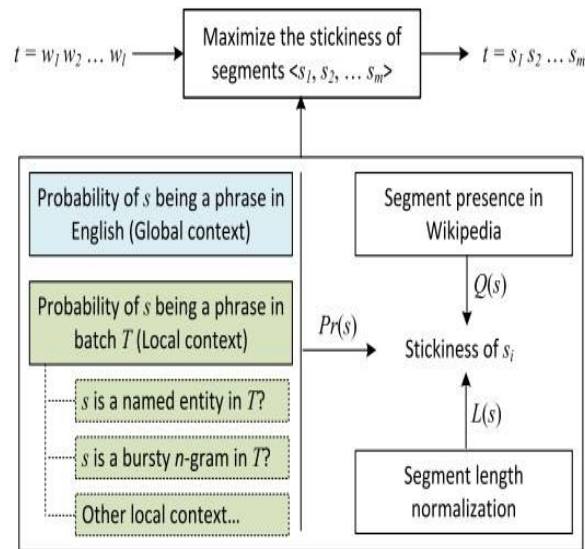 t = w₁ w₂ … wₗ
Maximize the stickiness of
segments <s₁, s₂, … sₘ>
t = s₁ s₂ … sₘ
Probability of s being a phrase in
English (Global context)
Probability of s being a phrase in
batch T (Local context)
s is a named entity in T?
s is a bursty n-gram in T?
Other local context…
Pr(s)
Segment presence in
Wikipedia
Q(s)
Stickiness of sᵢ
L(s)
Segment length
normalization